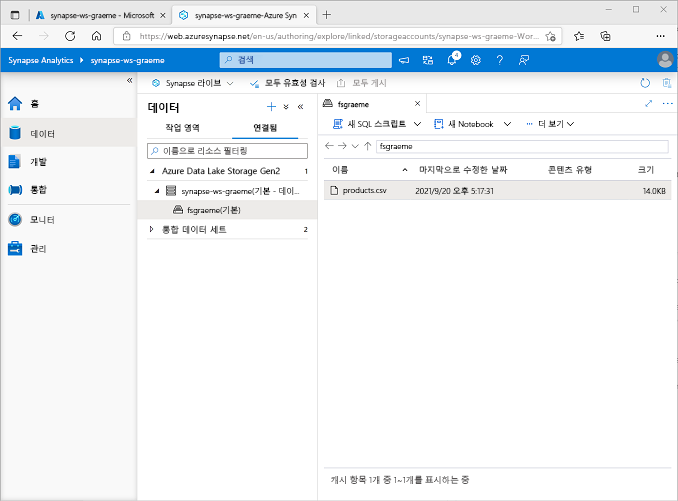 synapse-ws-graeme - Microsoft
synapse-ws-graeme-Azure Syn
https://web.azuresynapse.net/en-us/authoring/explore/linked/storageaccounts/synapse-ws-graeme-Wor...
Synapse Analytics
synapse-ws-graeme
검색
4
홈
데이터
개발
통합
모니터
관리
Synapse 라이브
모두 유효성 검사
모두 게시
데이터
작업 영역
연결됨
이름으로 리소스 필터링
Azure Data Lake Storage Gen2 1
synapse-ws-graeme(기본 - 데이...
fsgraeme(기본)
통합 데이터 세트 2
fsgraeme
새 SQL 스크립트
새 Notebook
더 보기
fsgraeme
이름 마지막으로 수정한 날짜 콘텐츠 유형 크기
products.csv 2021/9/20 오후 5:17:31 14.0KB
캐시 항목 1개 중 1~1개를 표시하는 중